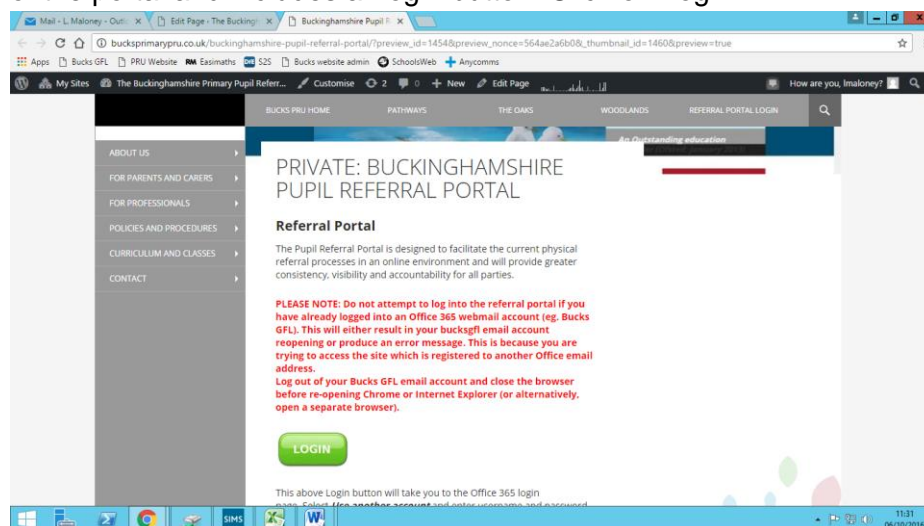 Mail - L. Maloney - Outlo
Edit Page ‹ The Bucking
Buckinghamshire Pupil R
bucksprimarypru.co.uk/buckinghamshire-pupil-referral-portal/?preview_id=1454&preview_nonce=564ae2a6b0&_thumbnail_id=1460&preview=true
Apps Bucks GFL PRU Website Easimaths S2S Bucks website admin SchoolsWeb Anycomms
My Sites The Buckinghamshire Primary Pupil Referr... Customise 2 0 New Edit Page How are you, lmaloney?
BUCKS PRU HOME PATHWAYS THE OAKS WOODLANDS REFERRAL PORTAL LOGIN
An Outstanding education
ABOUT US
FOR PARENTS AND CARERS
FOR PROFESSIONALS
POLICIES AND PROCEDURES
CURRICULUM AND CLASSES
CONTACT
PRIVATE: BUCKINGHAMSHIRE
PUPIL REFERRAL PORTAL
Referral Portal
The Pupil Referral Portal is designed to facilitate the current physical
referral processes in an online environment and will provide greater
consistency, visibility and accountability for all parties.
PLEASE NOTE: Do not attempt to log into the referral portal if you
have already logged into an Office 365 webmail account (eg. Bucks
GFL). This will either result in your bucksgfl email account
reopening or produce an error message. This is because you are
trying to access the site which is registered to another Office email
address.
Log out of your Bucks GFL email account and close the browser
before re-opening Chrome or Internet Explorer (or alternatively,
open a separate browser).
LOGIN
This above Login button will take you to the Office 365 login
page. Select Use another account and enter username and password
SIMS
11:31